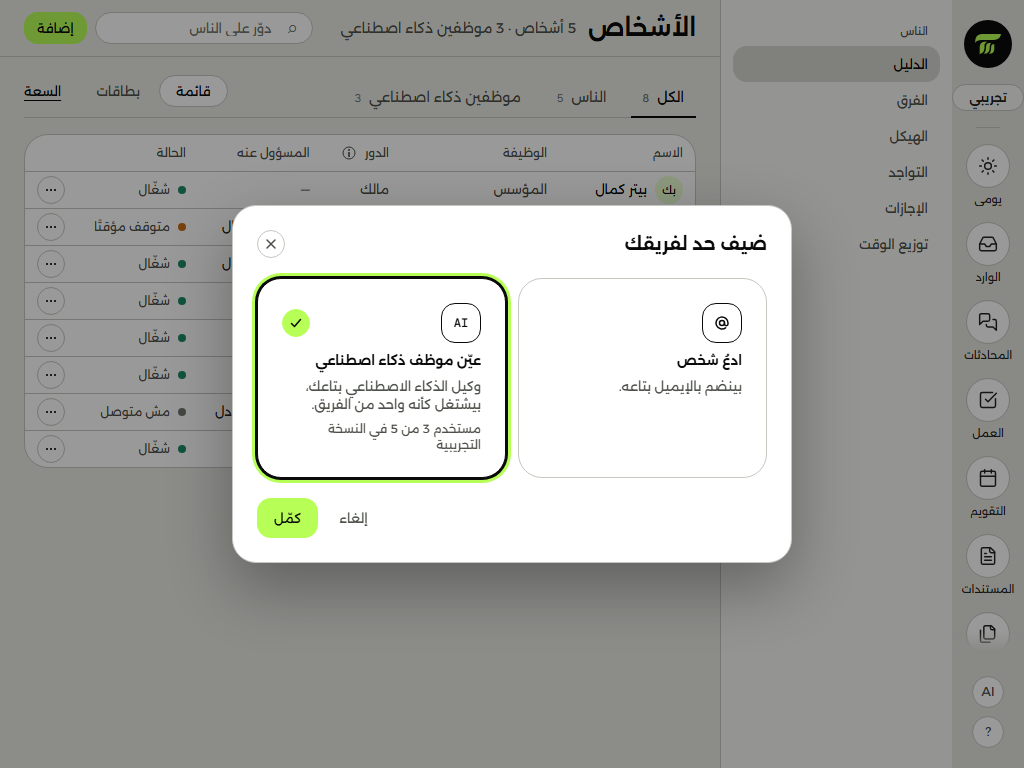 تجريبي
يومي
الوارد
المحادثات
العمل
التقويم
المستندات
AI
?
الناس
الدليل
الفرق
الهيكل
التواجد
الإجازات
توزيع الوقت
الأشخاص
5 أشخاص · 3 موظفين ذكاء اصطناعي
دوّر على الناس
إضافة
الكل 8
الناس 5
موظفين ذكاء اصطناعي 3
قائمة
بطاقات
السعة
الاسم الوظيفة الدور المسؤول عنه الحالة
بك بيتر كمال المؤسس مالك — شغّال
متوقف مؤقتًا
شغّال
شغّال
شغّال
شغّال
مش متوصل
شغّال
ضيف حد لفريقك
@
ادعُ شخص
بينضم بالإيميل بتاعه.
AI
عيّن موظف ذكاء اصطناعي
وكيل الذكاء الاصطناعي بتاعك،
بيشتغل كأنه واحد من الفريق.
مستخدم 3 من 5 في النسخة
التجريبية
إلغاء
كمّل